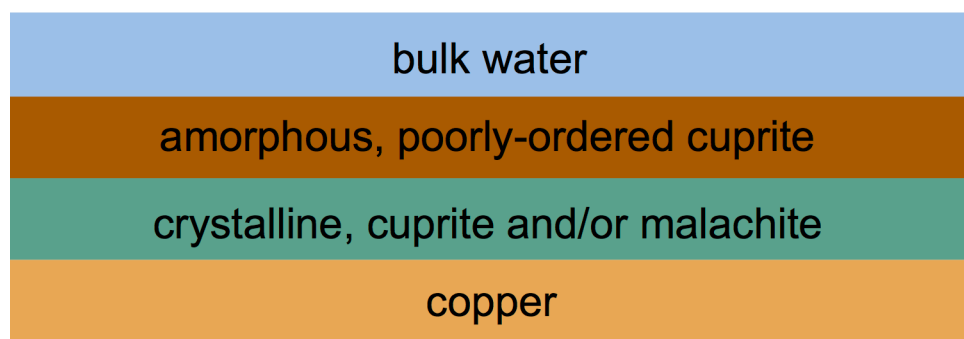 bulk water
amorphous, poorly-ordered cuprite
crystalline, cuprite and/or malachite
copper